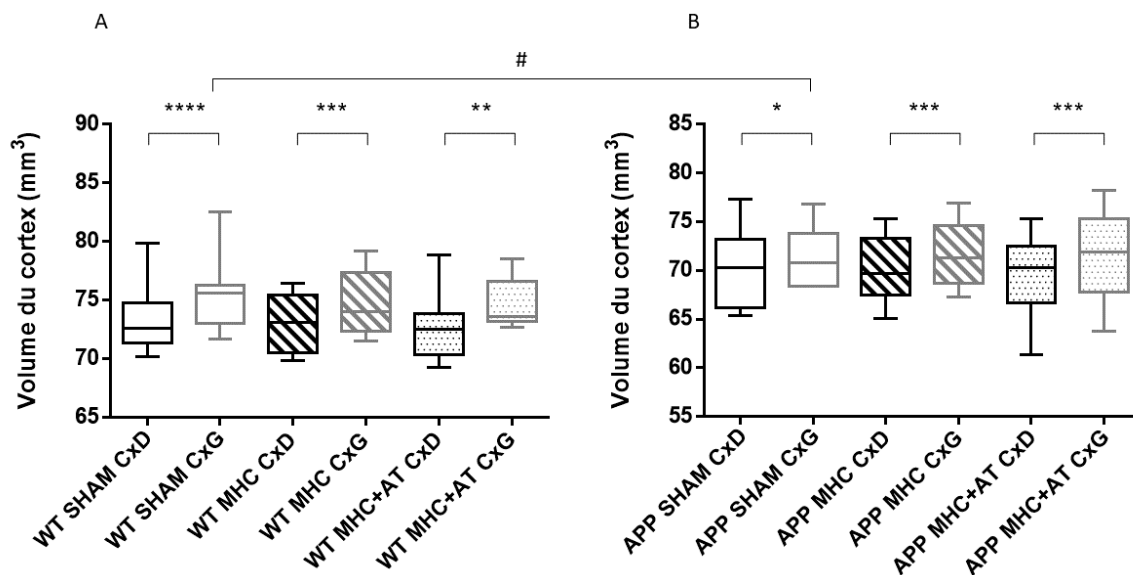 A
B
#
****
***
**
*
***
***
Volume du cortex (mm³)
90
85
80
75
70
65
WT SHAM CxD
WT SHAM CxG
WT MHC CxD
WT MHC CxG
WT MHC+AT CxD
WT MHC+AT CxG
Volume du cortex (mm³)
85
80
75
70
65
60
55
APP SHAM CxD
APP SHAM CxG
APP MHC CxD
APP MHC CxG
APP MHC+AT CxD
APP MHC+AT CxG